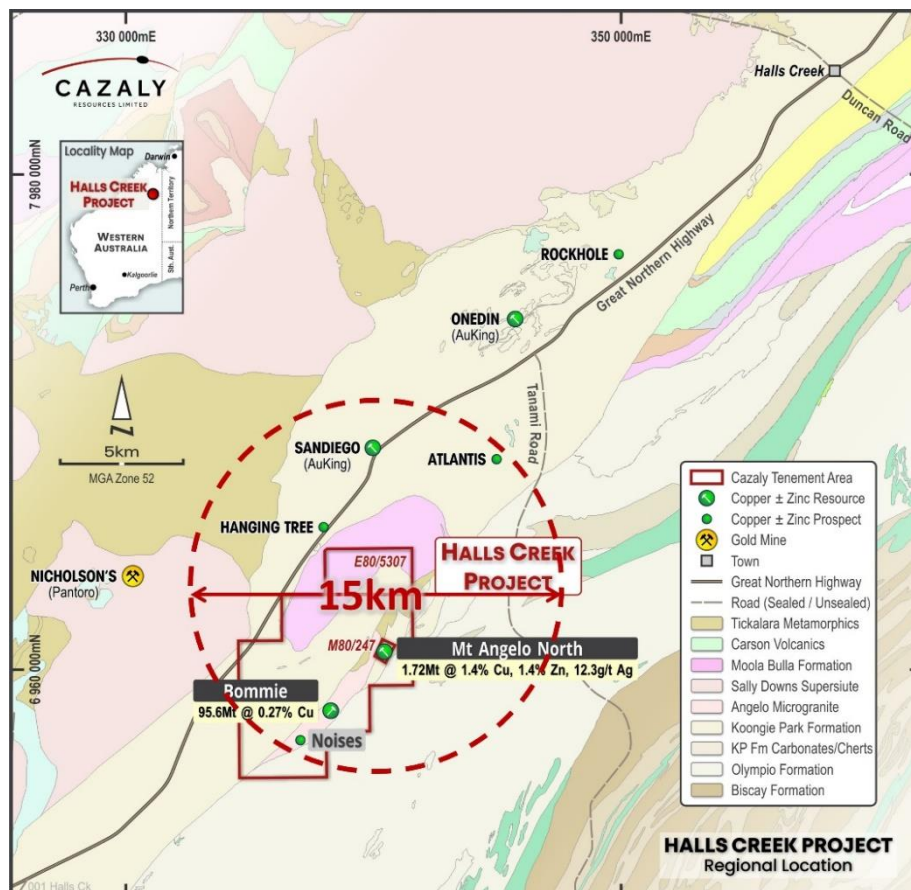 330 000mE
350 000mE
CAZALY
RESOURCES LIMITED
Halls Creek
Duncan Road
Locality Map
Darwin
HALLS CREEK
PROJECT
Northern Territory
WESTERN
AUSTRALIA
Sth. Aust.
Kalgoorlie
Perth
7 980 000mN
ROCKHOLE
Great Northern Highway
ONEDIN
(AuKing)
Tanami Road
N
5km
MGA Zone 52
SANDIEGO
(AuKing)
ATLANTIS
HANGING TREE
E80/5307
HALLS CREEK
PROJECT
NICHOLSON'S
(Pantoro)
15km
M80/247
Mt Angelo North
1.72Mt @ 1.4% Cu, 1.4% Zn, 12.3g/t Ag
6 960 000mN
Bommie
95.6Mt @ 0.27% Cu
Noises
Cazaly Tenement Area
Copper ± Zinc Resource
Copper ± Zinc Prospect
Gold Mine
Town
Great Northern Highway
Road (Sealed / Unsealed)
Tickalara Metamorphics
Carson Volcanics
Moola Bulla Formation
Sally Downs Supersiute
Angelo Microgranite
Koongie Park Formation
KP Fm Carbonates/Cherts
Olympio Formation
Biscay Formation
HALLS CREEK PROJECT
Regional Location
001 Halls Ck